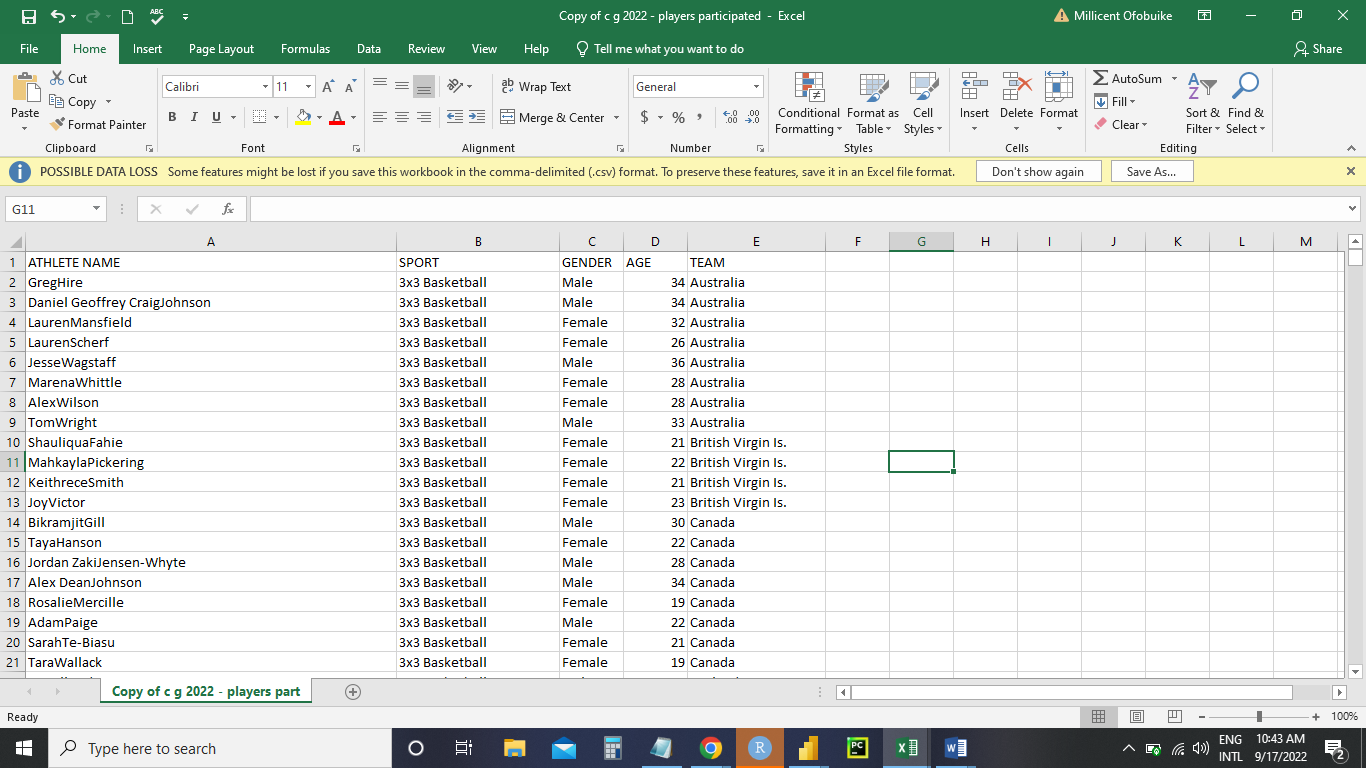 Copy of c g 2022 - players participated - Excel
Millicent Ofobuike
File Home Insert Page Layout Formulas Data Review View Help Tell me what you want to do Share
Cut
Copy
Format Painter
Paste
Clipboard
Calibri 11
B I U
Font
Wrap Text
Merge & Center
Alignment
General
$ % ,
Number
Conditional Formatting
Format as Table
Cell Styles
Styles
Insert Delete Format
Cells
AutoSum
Fill
Clear
Sort & Filter
Find & Select
Editing
POSSIBLE DATA LOSS Some features might be lost if you save this workbook in the comma-delimited (.csv) format. To preserve these features, save it in an Excel file format. Don't show again Save As...
G11 fx
A B C D E F G H I J K L M
1 ATHLETE NAME SPORT GENDER AGE TEAM
2 GregHire 3x3 Basketball Male 34 Australia
3 Daniel Geoffrey CraigJohnson 3x3 Basketball Male 34 Australia
4 LaurenMansfield 3x3 Basketball Female 32 Australia
5 LaurenScherf 3x3 Basketball Female 26 Australia
6 JesseWagstaff 3x3 Basketball Male 36 Australia
7 MarenaWhittle 3x3 Basketball Female 28 Australia
8 AlexWilson 3x3 Basketball Female 28 Australia
9 TomWright 3x3 Basketball Male 33 Australia
10 ShauliquaFahie 3x3 Basketball Female 21 British Virgin Is.
11 MahkaylaPickering 3x3 Basketball Female 22 British Virgin Is.
12 KeithreceSmith 3x3 Basketball Female 21 British Virgin Is.
13 JoyVictor 3x3 Basketball Female 23 British Virgin Is.
14 BikramjitGill 3x3 Basketball Male 30 Canada
15 TayaHanson 3x3 Basketball Female 22 Canada
16 Jordan ZakiJensen-Whyte 3x3 Basketball Male 28 Canada
17 Alex DeanJohnson 3x3 Basketball Male 34 Canada
18 RosalieMercille 3x3 Basketball Female 19 Canada
19 AdamPaige 3x3 Basketball Male 22 Canada
20 SarahTe-Biasu 3x3 Basketball Female 21 Canada
21 TaraWallack 3x3 Basketball Female 19 Canada
Copy of c g 2022 - players part
Ready 100%
Type here to search
ENG
INTL
10:43 AM
9/17/2022
2